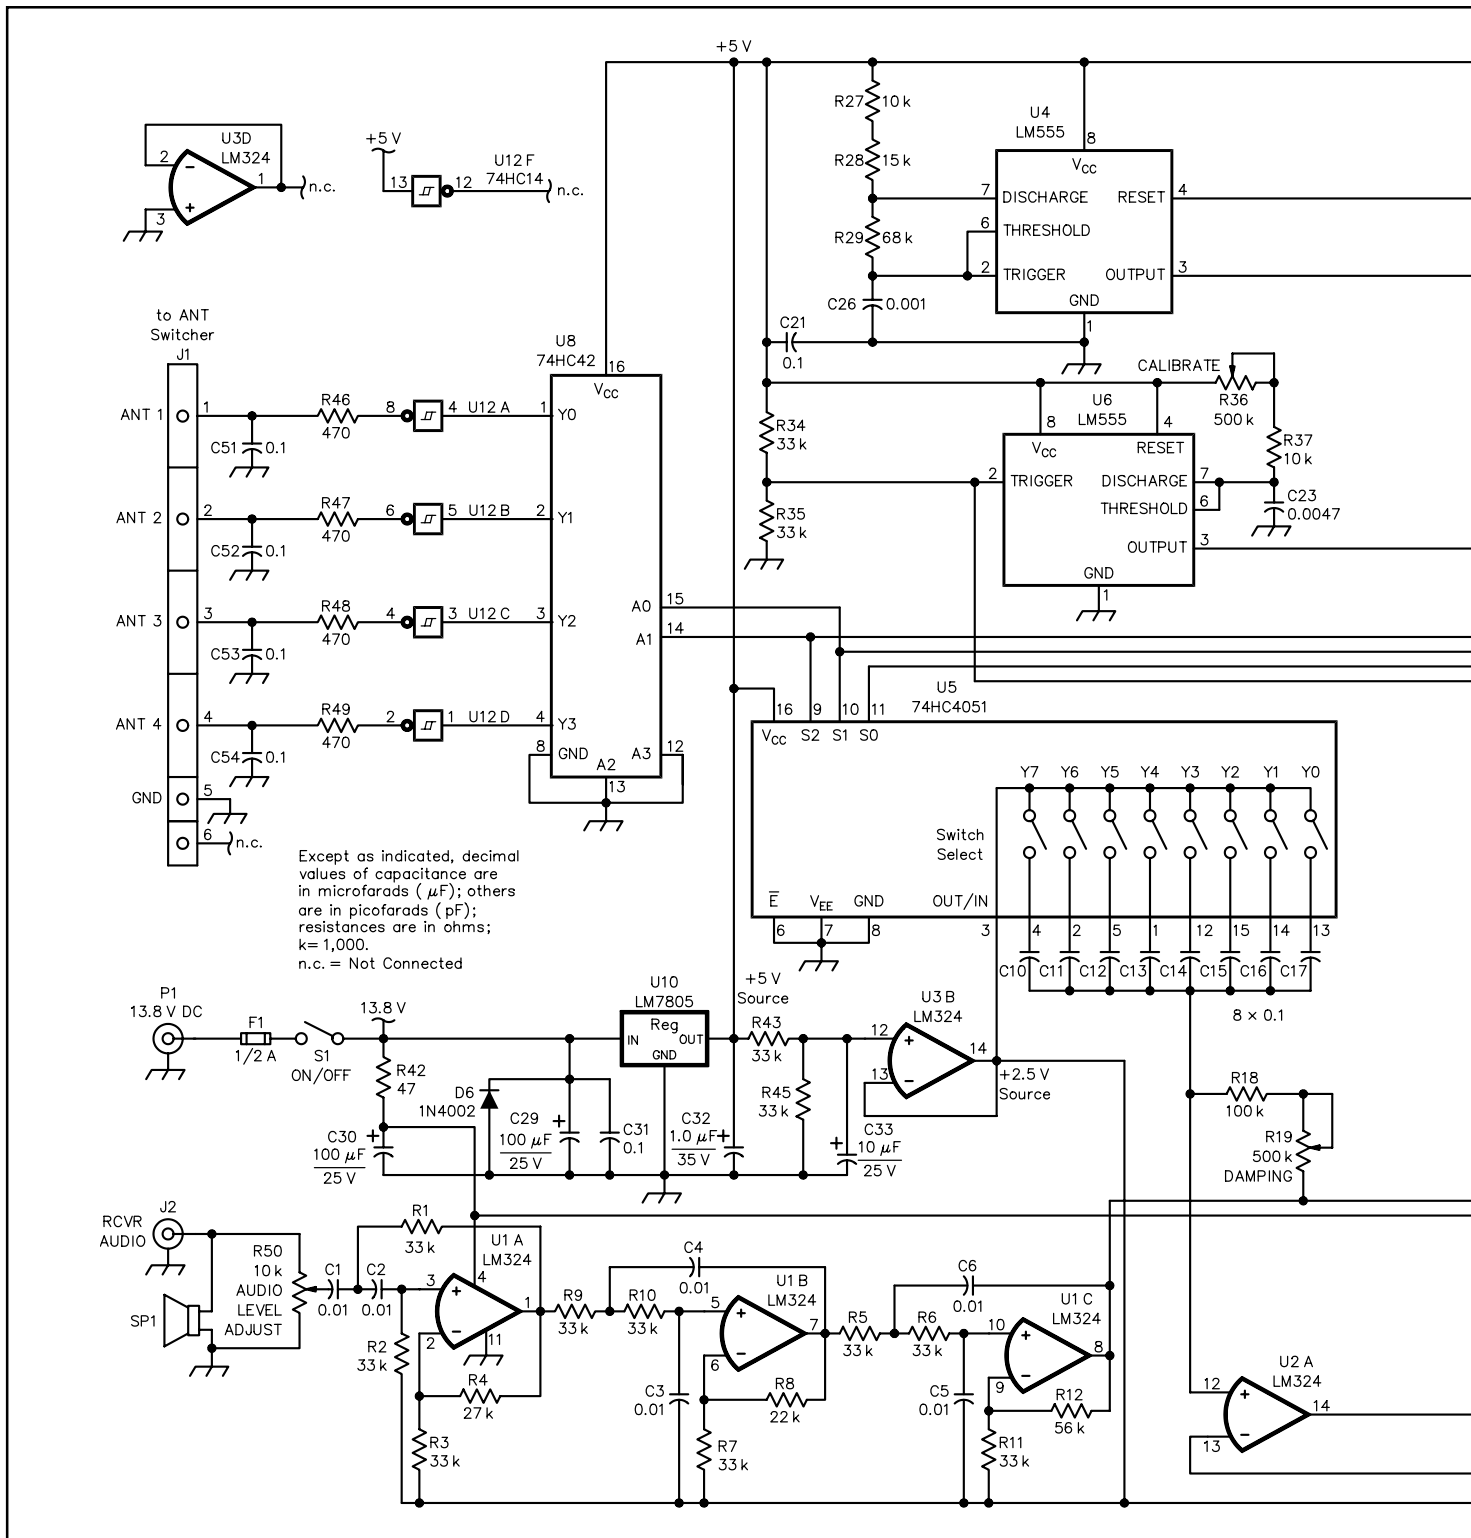 +5 V
R27 10 k
U4
LM555
8
VCC
R28 15 k
7 DISCHARGE
RESET 4
6 THRESHOLD
R29 68 k
2 TRIGGER
OUTPUT 3
GND
1
C26 0.001
C21
0.1
U3D
LM324
2
−
1
n.c.
+
3
+5 V
13
12
U12 F
74HC14
n.c.
to ANT
Switcher
J1
U8
74HC42
16
VCC
ANT 1
1
C51 0.1
R46
470
8
4
U12 A
1 Y0
ANT 2
2
C52 0.1
R47
470
6
5
U12 B
2 Y1
ANT 3
3
C53 0.1
R48
470
4
3
U12 C
3 Y2
ANT 4
4
C54 0.1
R49
470
2
1
U12 D
4 Y3
8
GND
A2
13
A3 12
A0 15
A1 14
GND
5
6
n.c.
CALIBRATE
R36
500 k
U6
LM555
8
VCC
4
RESET
R37
10 k
R34
33 k
2 TRIGGER
DISCHARGE 7
THRESHOLD 6
C23
0.0047
R35
33 k
OUTPUT 3
GND
1
U5
74HC4051
16 9 10 11
VCC S2 S1 S0
Y7 Y6 Y5 Y4 Y3 Y2 Y1 Y0
Switch
Select
E VEE GND
OUT/IN
6 7 8
3 4 2 5 1 12 15 14 13
C10 C11 C12 C13 C14 C15 C16 C17
8 × 0.1
Except as indicated, decimal
values of capacitance are
in microfarads ( µF); others
are in picofarads (pF);
resistances are in ohms;
k= 1,000.
n.c. = Not Connected
P1
13.8 V DC
F1
1/2 A
S1
ON/OFF
13.8 V
R42
47
U10
LM7805
Reg
IN OUT
GND
+5 V
Source
R43
33 k
R45
33 k
U3 B
LM324
12
+
13
−
14
+2.5 V
Source
D6
1N4002
C30
100 µF
25 V
+
C29
100 µF
25 V
+
C31
0.1
C32
1.0 µF
35 V
+
C33
10 µF
25 V
+
R18
100 k
R19
500 k
DAMPING
RCVR
AUDIO
J2
SP1
R50
10 k
AUDIO
LEVEL
ADJUST
C1
0.01
C2
0.01
R1
33 k
R2
33 k
U1 A
LM324
3
+
4
2
−
1
11
R4
27 k
R3
33 k
R9
33 k
R10
33 k
C4
0.01
C3
0.01
U1 B
LM324
5
+
6
−
7
R8
22 k
R7
33 k
R5
33 k
R6
33 k
C6
0.01
C5
0.01
U1 C
LM324
10
+
9
−
8
R12
56 k
R11
33 k
U2 A
LM324
12
+
13
−
14